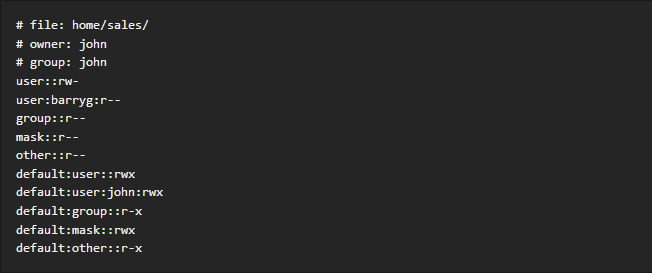 # file: home/sales/
# owner: john
# group: john
user::rw-
user:barryg:r--
group::r--
mask::r--
other::r--
default:user::rwx
default:user:john:rwx
default:group::r-x
default:mask::rwx
default:other::r-x